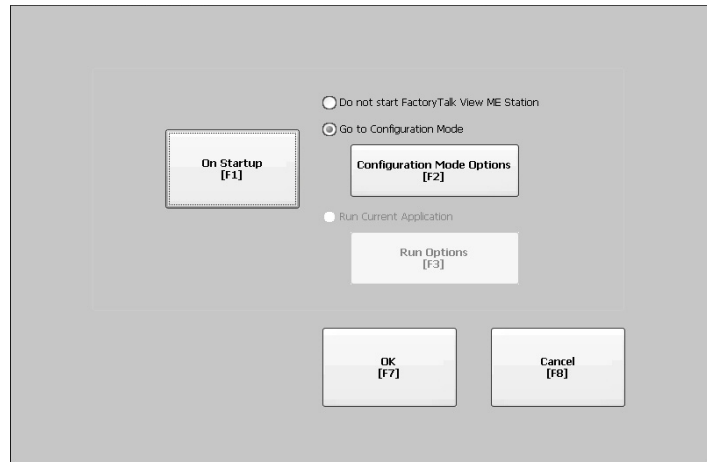 Do not start FactoryTalk View ME Station
Go to Configuration Mode
On Startup
[F1]
Configuration Mode Options
[F2]
Run Current Application
Run Options
[F3]
OK
[F7]
Cancel
[F8]